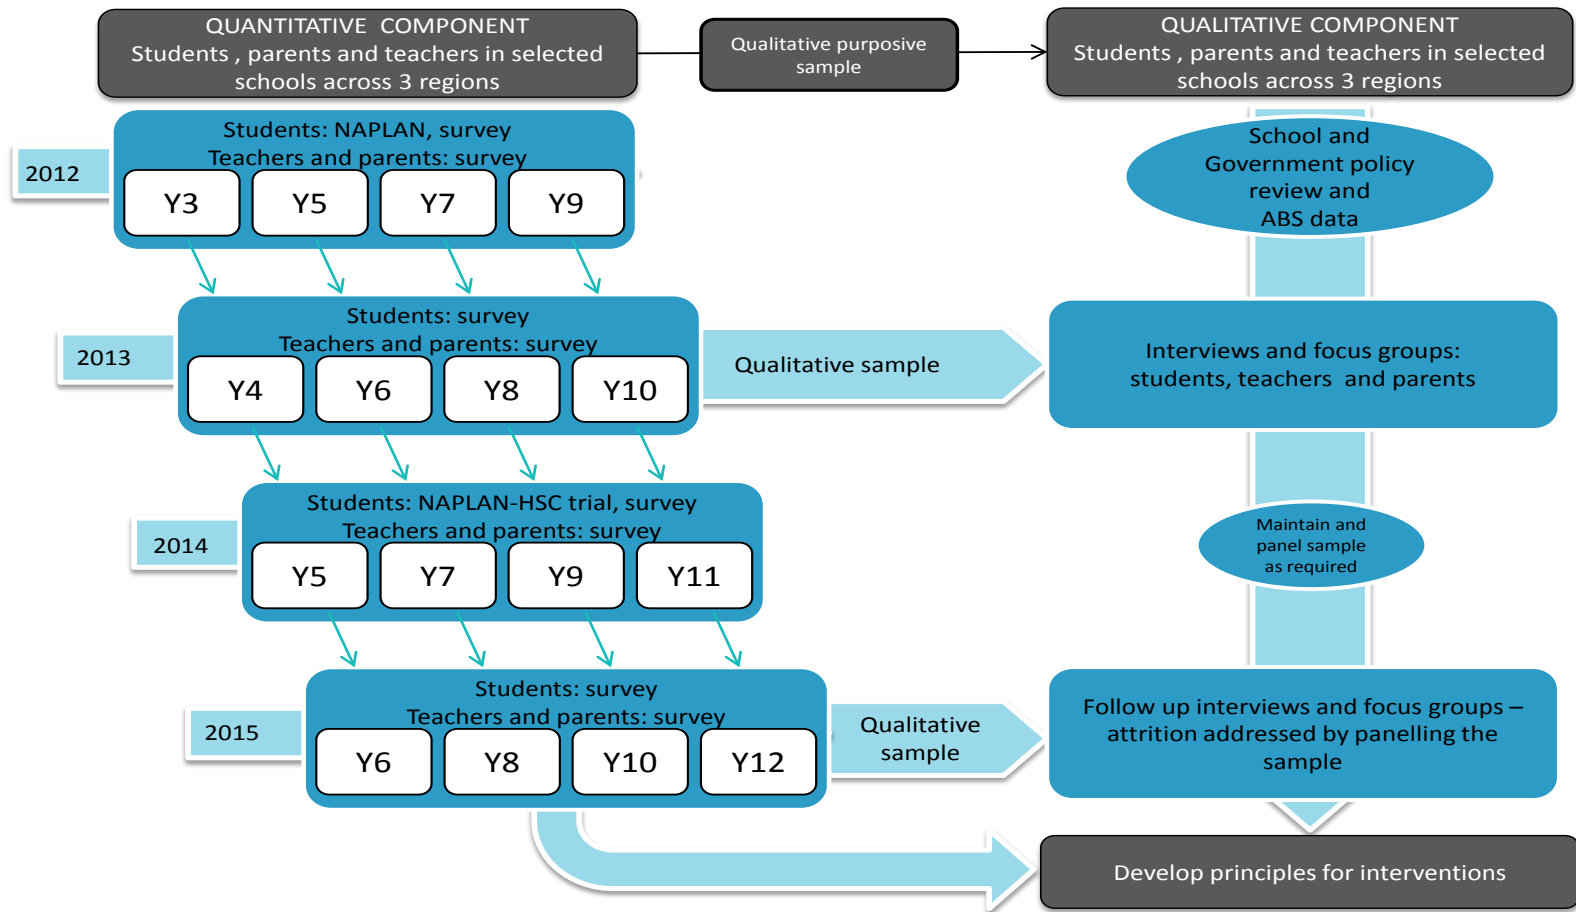 QUANTITATIVE COMPONENT
Students , parents and teachers in selected
schools across 3 regions
Qualitative purposive
sample
QUALITATIVE COMPONENT
Students , parents and teachers in selected
schools across 3 regions
2012
Students: NAPLAN, survey
Teachers and parents: survey
Y3 Y5 Y7 Y9
School and
Government policy
review and
ABS data
2013
Students: survey
Teachers and parents: survey
Y4 Y6 Y8 Y10
Qualitative sample
Interviews and focus groups:
students, teachers and parents
2014
Students: NAPLAN-HSC trial, survey
Teachers and parents: survey
Y5 Y7 Y9 Y11
Maintain and
panel sample
as required
2015
Students: survey
Teachers and parents: survey
Y6 Y8 Y10 Y12
Qualitative
sample
Follow up interviews and focus groups –
attrition addressed by panelling the
sample
Develop principles for interventions